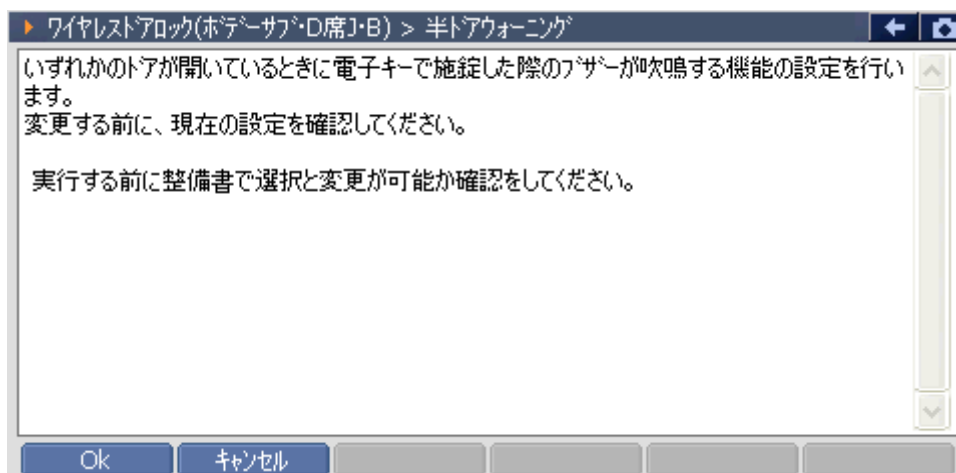 ワイヤレスﾄﾞｱﾛｯｸ(ﾎﾞﾃﾞｰｻﾌﾞ･D席J･B) > 半ﾄﾞｱｳｫｰﾆﾝｸﾞ
いずれかのﾄﾞｱが開いているときに電子ｷｰで施錠した際のﾌﾞｻﾞｰが吹鳴する機能の設定を行い
ます。
変更する前に、現在の設定を確認してください。
実行する前に整備書で選択と変更が可能か確認をしてください。
Ok
ｷｬﾝｾﾙ